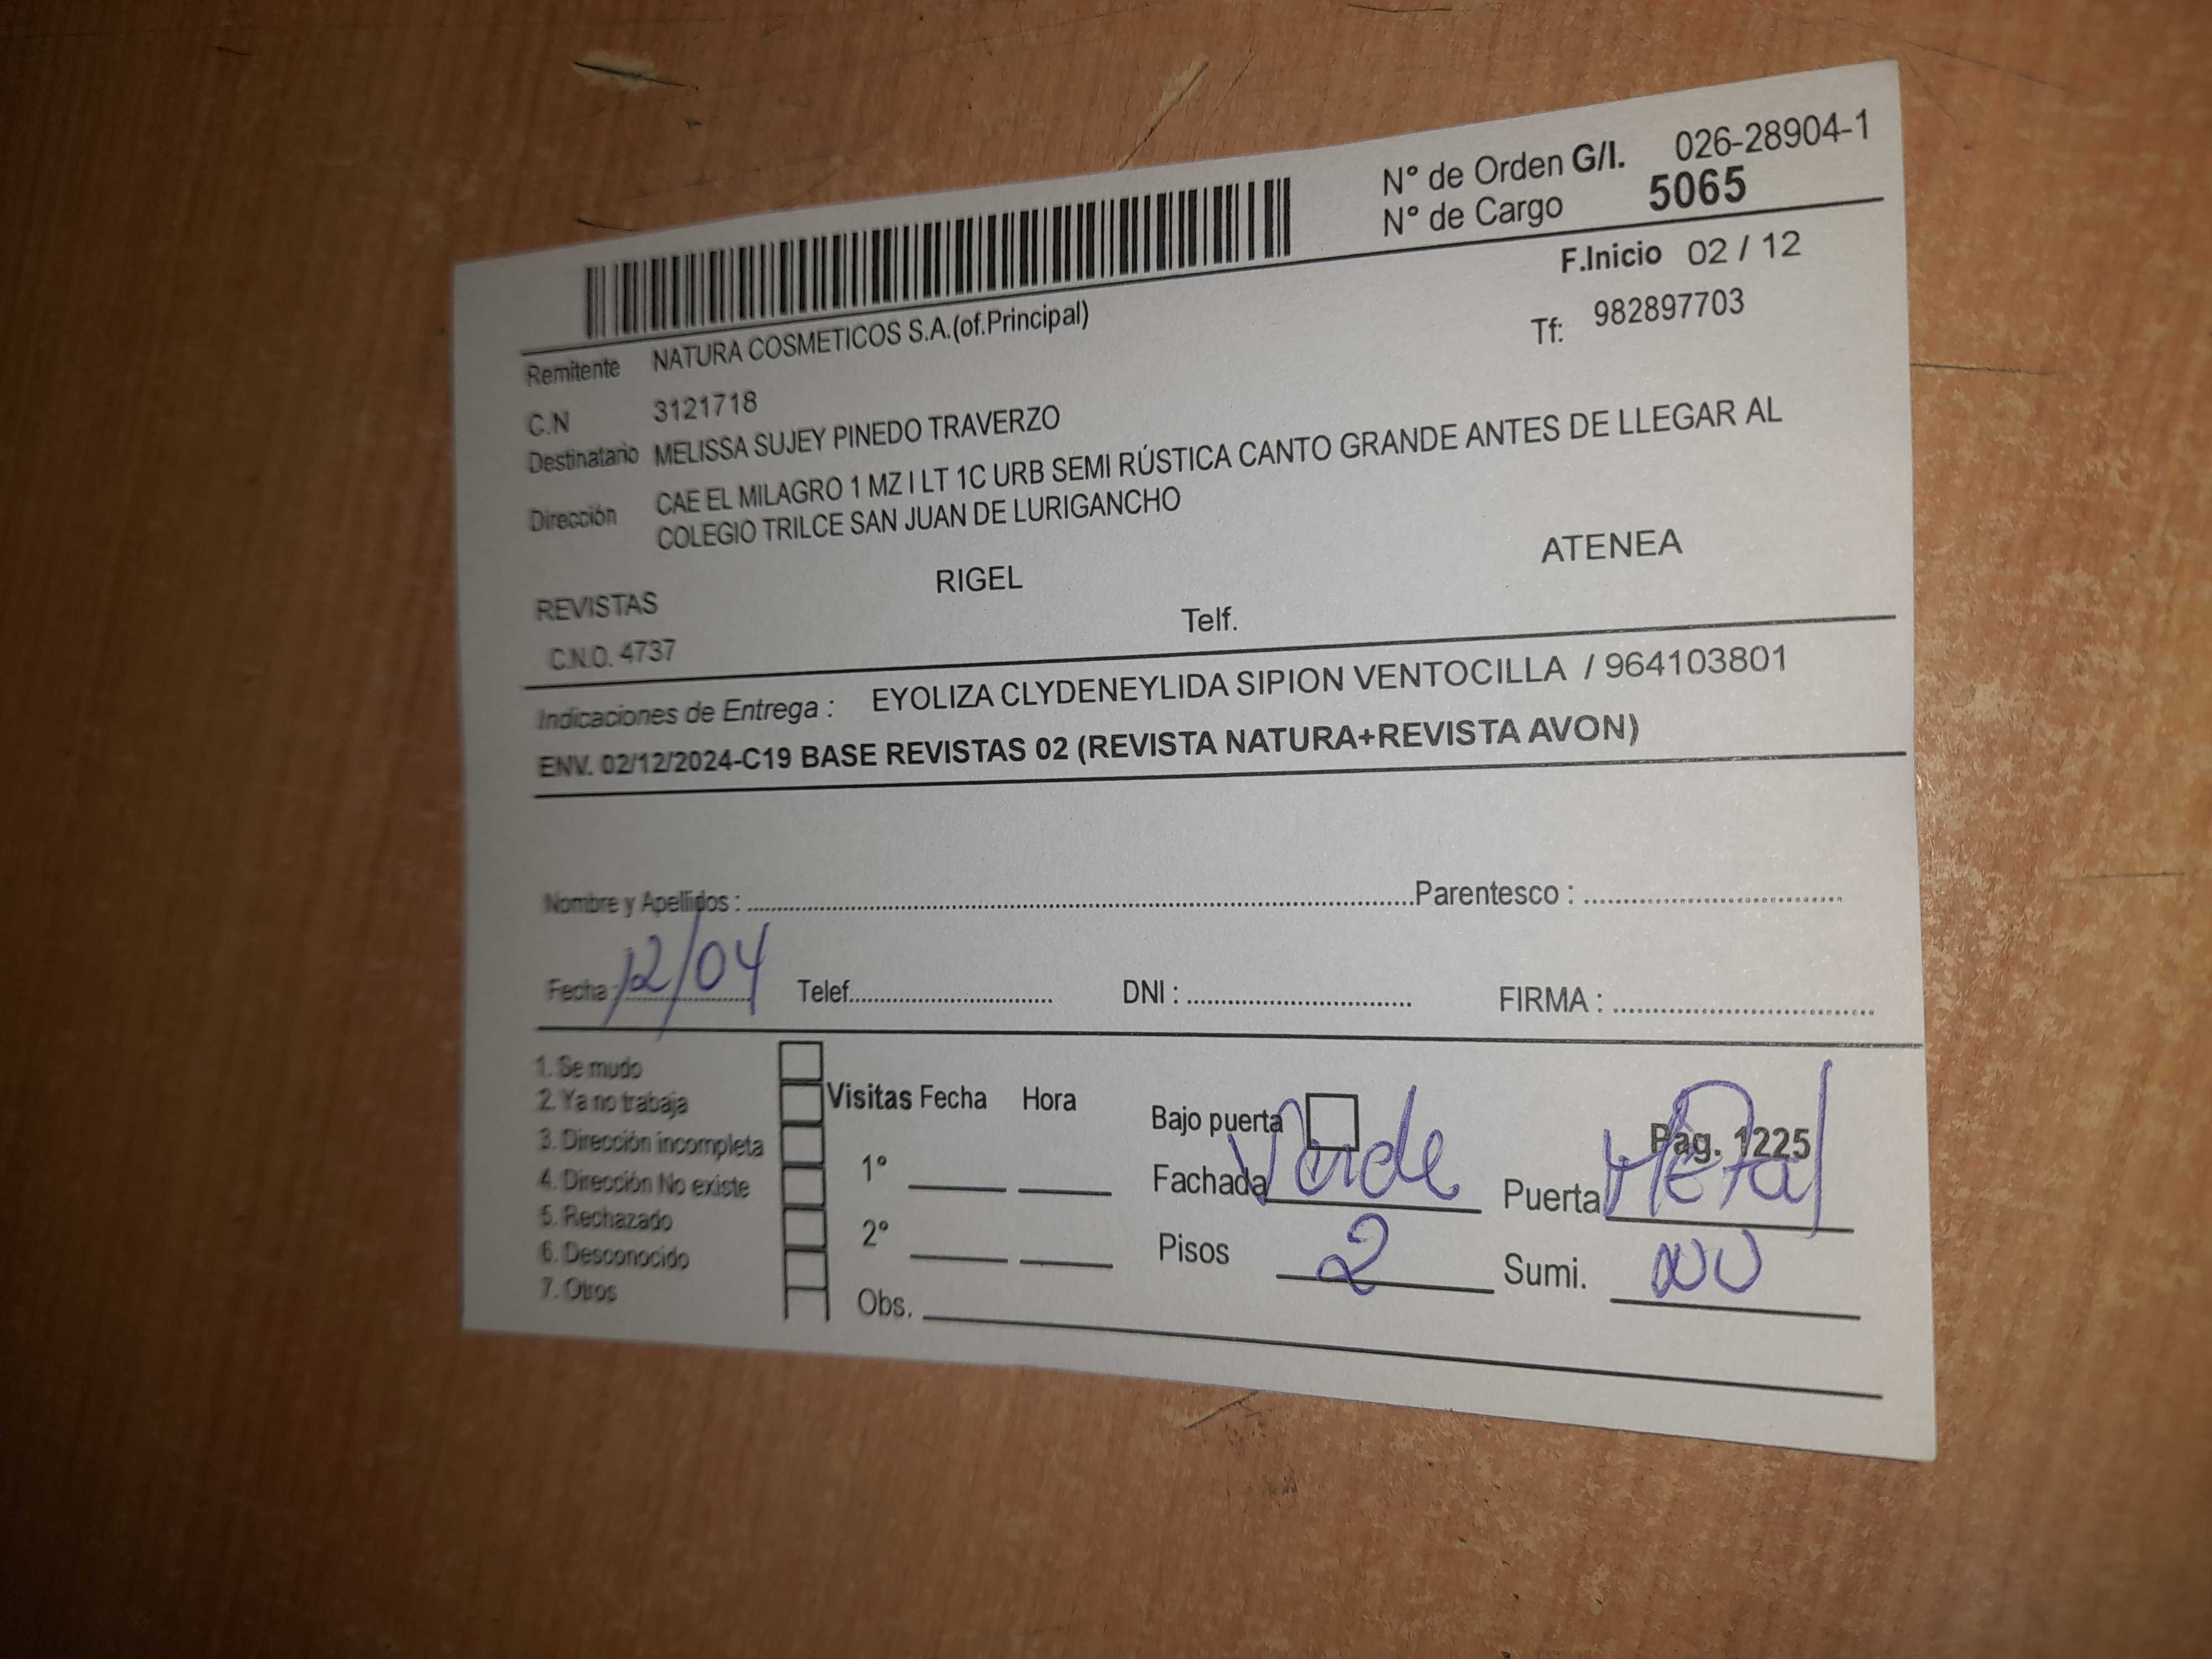 N° de Orden G/I. 026-28904-1
N° de Cargo 5065
F.Inicio 02 / 12
Remitente NATURA COSMETICOS S.A.(of.Principal)
Tf: 982897703
C.N 3121718
Destinatario MELISSA SUJEY PINEDO TRAVERZO
Dirección CAE EL MILAGRO 1 MZ I LT 1C URB SEMI RÚSTICA CANTO GRANDE ANTES DE LLEGAR AL
COLEGIO TRILCE SAN JUAN DE LURIGANCHO
REVISTAS RIGEL ATENEA
C.N.O. 4737 Telf.
Indicaciones de Entrega : EYOLIZA CLYDENEYLIDA SIPION VENTOCILLA / 964103801
ENV. 02/12/2024-C19 BASE REVISTAS 02 (REVISTA NATURA+REVISTA AVON)
Nombre y Apellidos : Parentesco :
Fecha : 12/04 Telef. DNI : FIRMA :
1. Se mudo
2. Ya no trabaja
3. Dirección incompleta
4. Dirección No existe
5. Rechazado
6. Desconocido
7. Otros
Visitas Fecha Hora
1°
2°
Obs.
Bajo puerta Pag. 1225
Fachada Verde Puerta Metal
Pisos 2 Sumi.